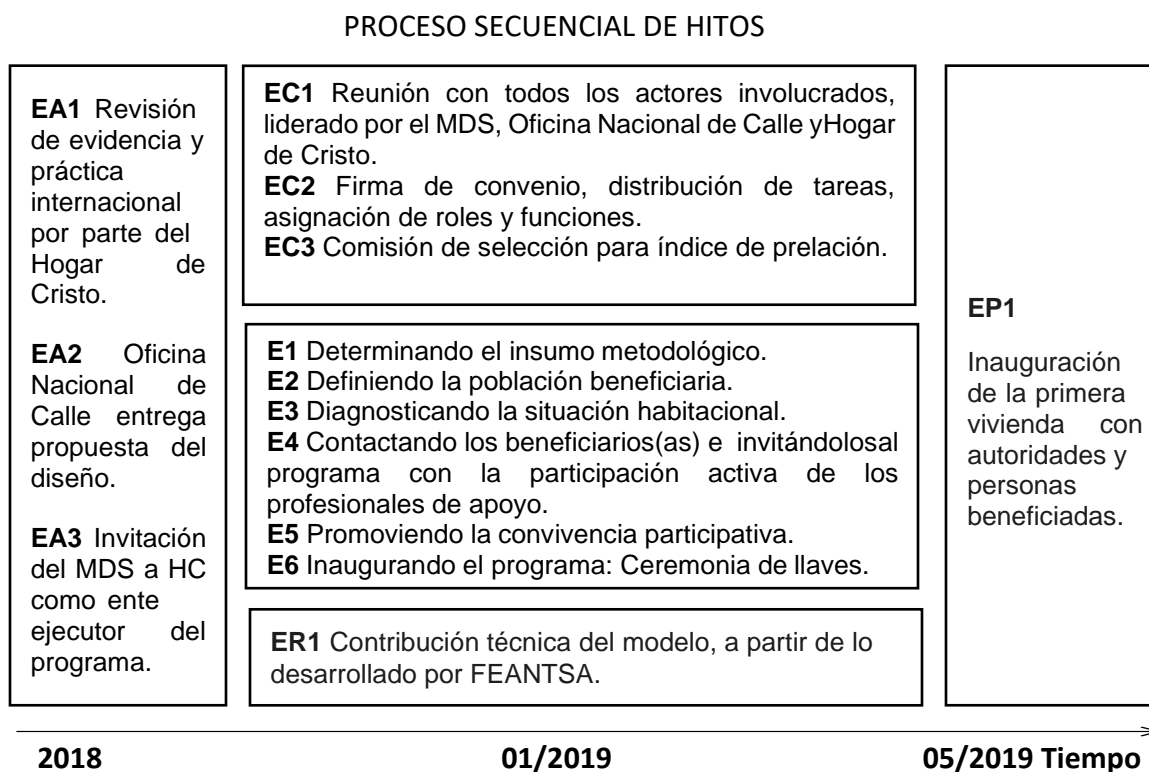 PROCESO SECUENCIAL DE HITOS
EA1 Revisión
de evidencia y
práctica
internacional
por parte del
Hogar de
Cristo.
EA2 Oficina
Nacional de
Calle entrega
propuesta del
diseño.
EA3 Invitación
del MDS a HC
como ente
ejecutor del
programa.
EC1 Reunión con todos los actores involucrados,
liderado por el MDS, Oficina Nacional de Calle yHogar
de Cristo.
EC2 Firma de convenio, distribución de tareas,
asignación de roles y funciones.
EC3 Comisión de selección para índice de prelación.
E1 Determinando el insumo metodológico.
E2 Definiendo la población beneficiaria.
E3 Diagnosticando la situación habitacional.
E4 Contactando los beneficiarios(as) e invitándolosal
programa con la participación activa de los
profesionales de apoyo.
E5 Promoviendo la convivencia participativa.
E6 Inaugurando el programa: Ceremonia de llaves.
ER1 Contribución técnica del modelo, a partir de lo
desarrollado por FEANTSA.
EP1
Inauguración
de la primera
vivienda con
autoridades y
personas
beneficiadas.
2018 01/2019 05/2019 Tiempo